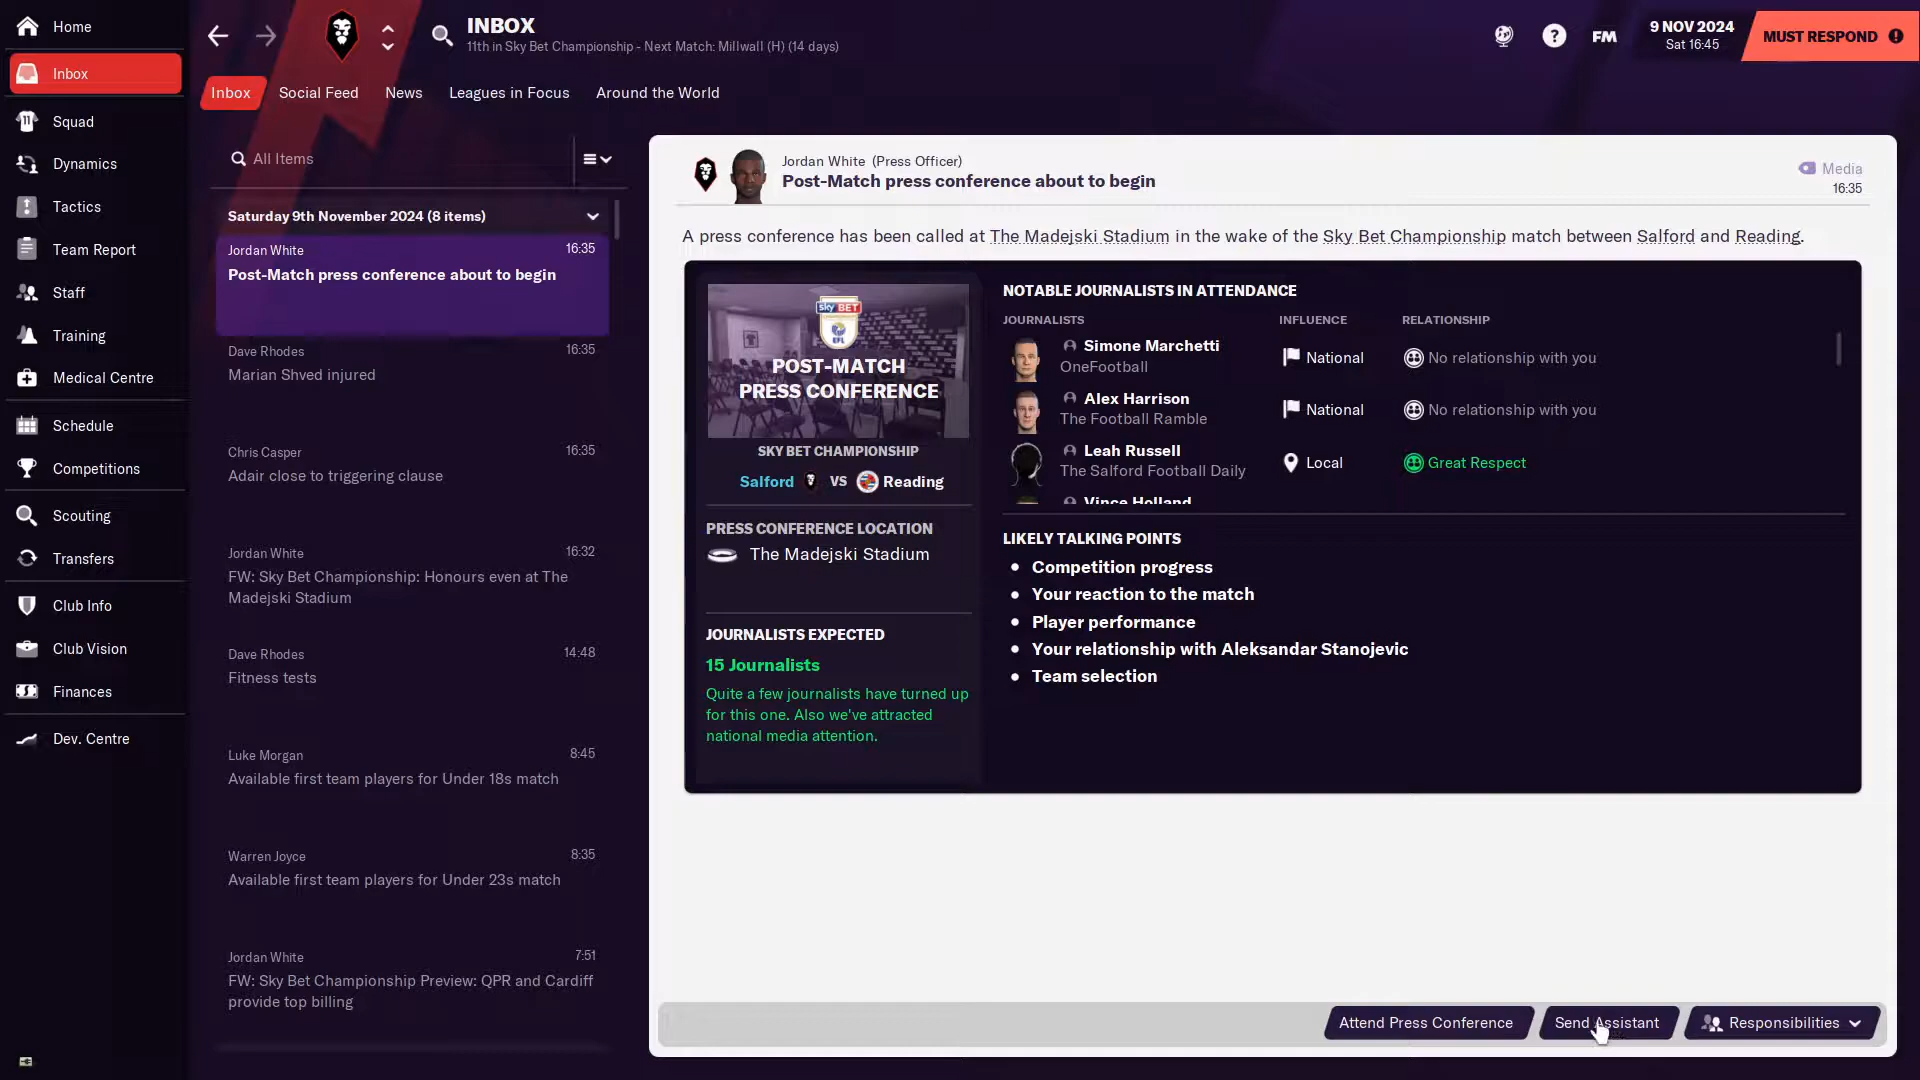 Home
Inbox
Squad
Dynamics
Tactics
Team Report
Staff
Training
Medical Centre
Schedule
Competitions
Scouting
Transfers
Club Info
Club Vision
Finances
Dev. Centre
INBOX
11th in Sky Bet Championship - Next Match: Millwall (H) (14 days)
FM
9 NOV 2024
Sat 16:45
MUST RESPOND
Inbox
Social Feed
News
Leagues in Focus
Around the World
All Items
Saturday 9th November 2024 (8 items)
Jordan White 16:35
Post-Match press conference about to begin
Dave Rhodes 16:35
Marian Shved injured
Chris Casper 16:35
Adair close to triggering clause
Jordan White 16:32
FW: Sky Bet Championship: Honours even at The
Madejski Stadium
Dave Rhodes 14:48
Fitness tests
Luke Morgan 8:45
Available first team players for Under 18s match
Warren Joyce 8:35
Available first team players for Under 23s match
Jordan White 7:51
FW: Sky Bet Championship Preview: QPR and Cardiff
provide top billing
Jordan White (Press Officer)
Post-Match press conference about to begin
Media
16:35
A press conference has been called at The Madejski Stadium in the wake of the Sky Bet Championship match between Salford and Reading.
sky BET
EFL
POST-MATCH
PRESS CONFERENCE
SKY BET CHAMPIONSHIP
Salford VS Reading
PRESS CONFERENCE LOCATION
The Madejski Stadium
JOURNALISTS EXPECTED
15 Journalists
Quite a few journalists have turned up
for this one. Also we've attracted
national media attention.
NOTABLE JOURNALISTS IN ATTENDANCE
JOURNALISTS INFLUENCE RELATIONSHIP
Simone Marchetti
OneFootball
National
No relationship with you
Alex Harrison
The Football Ramble
National
No relationship with you
Leah Russell
The Salford Football Daily
Local
Great Respect
Vince Holland
LIKELY TALKING POINTS
• Competition progress
• Your reaction to the match
• Player performance
• Your relationship with Aleksandar Stanojevic
• Team selection
Attend Press Conference
Send Assistant
Responsibilities